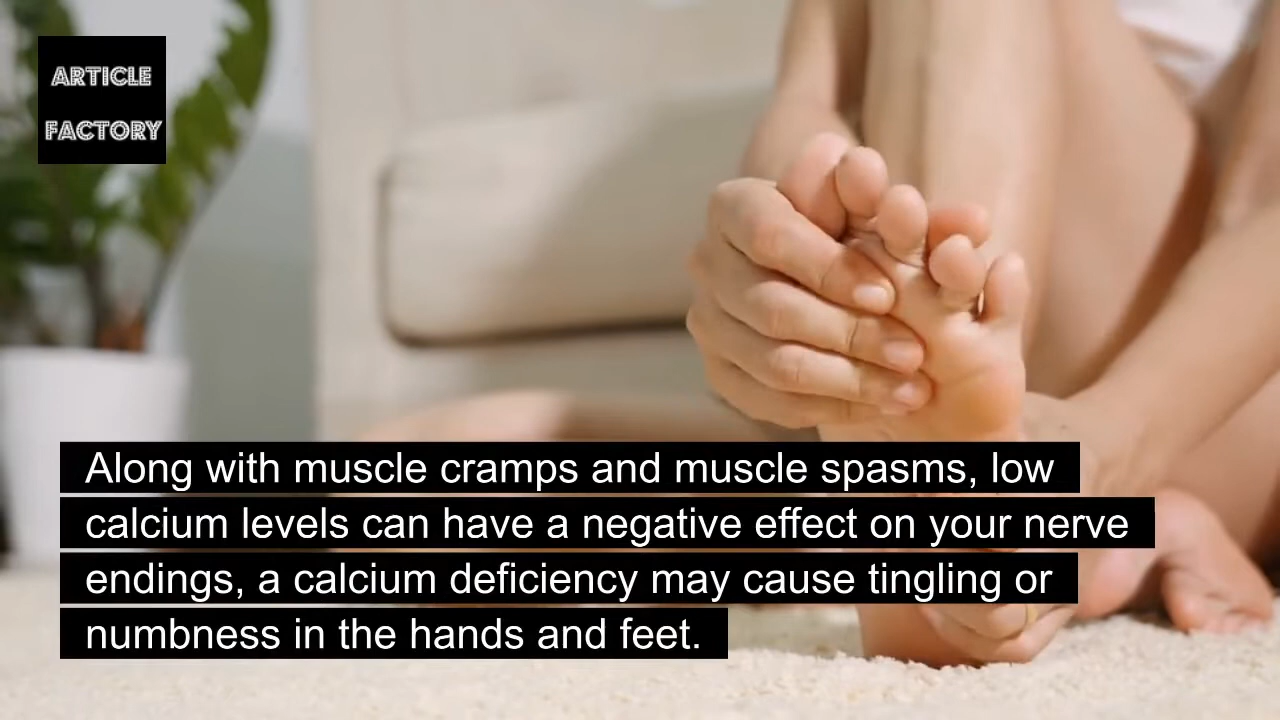 ARTICLE
FACTORY
Along with muscle cramps and muscle spasms, low
calcium levels can have a negative effect on your nerve
endings, a calcium deficiency may cause tingling or
numbness in the hands and feet.